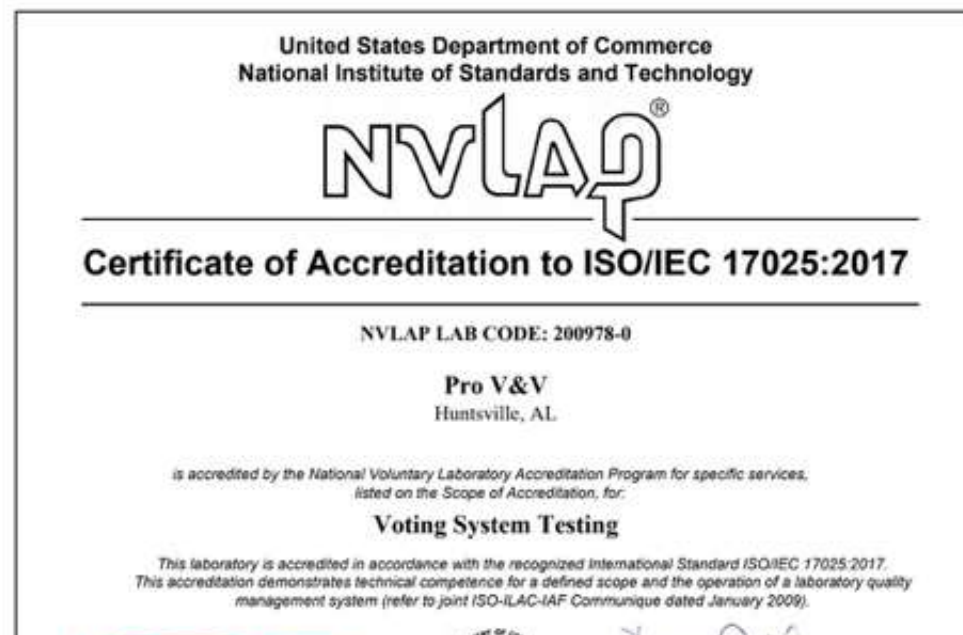 United States Department of Commerce
National Institute of Standards and Technology
NVLAP®
Certificate of Accreditation to ISO/IEC 17025:2017
NVLAP LAB CODE: 200978-0
Pro V&V
Huntsville, AL
is accredited by the National Voluntary Laboratory Accreditation Program for specific services,
listed on the Scope of Accreditation, for:
Voting System Testing
This laboratory is accredited in accordance with the recognized International Standard ISO/IEC 17025:2017.
This accreditation demonstrates technical competence for a defined scope and the operation of a laboratory quality
management system (refer to joint ISO-ILAC-IAF Communique dated January 2009).